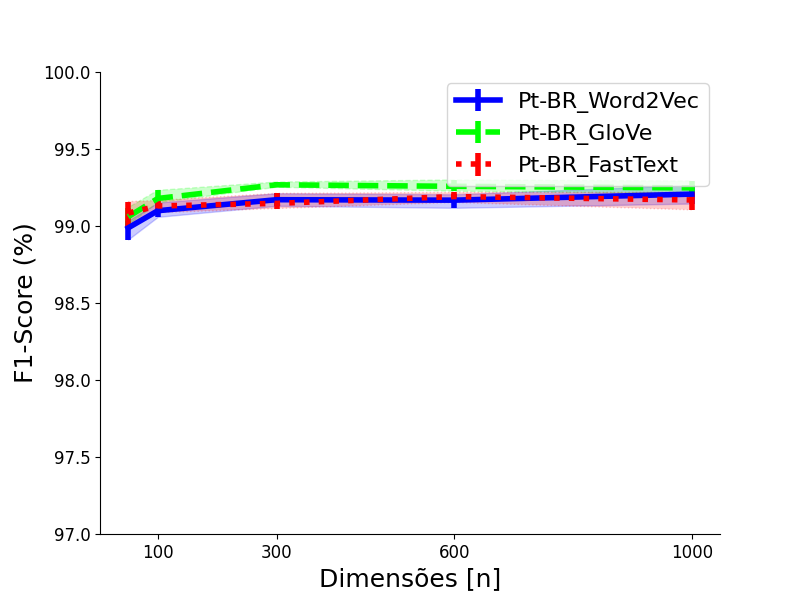 100.0
99.5
99.0
98.5
98.0
97.5
97.0
F1-Score (%)
Pt-BR_Word2Vec
Pt-BR_GloVe
Pt-BR_FastText
100 300 600 1000
Dimensões [n]